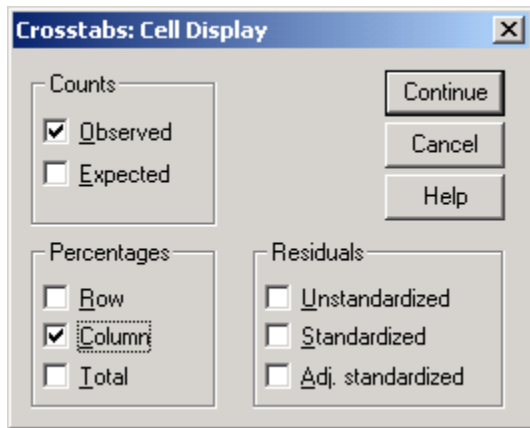 Crosstabs: Cell Display
Counts
Observed
Expected
Continue
Cancel
Help
Percentages
Row
Column
Total
Residuals
Unstandardized
Standardized
Adj. standardized